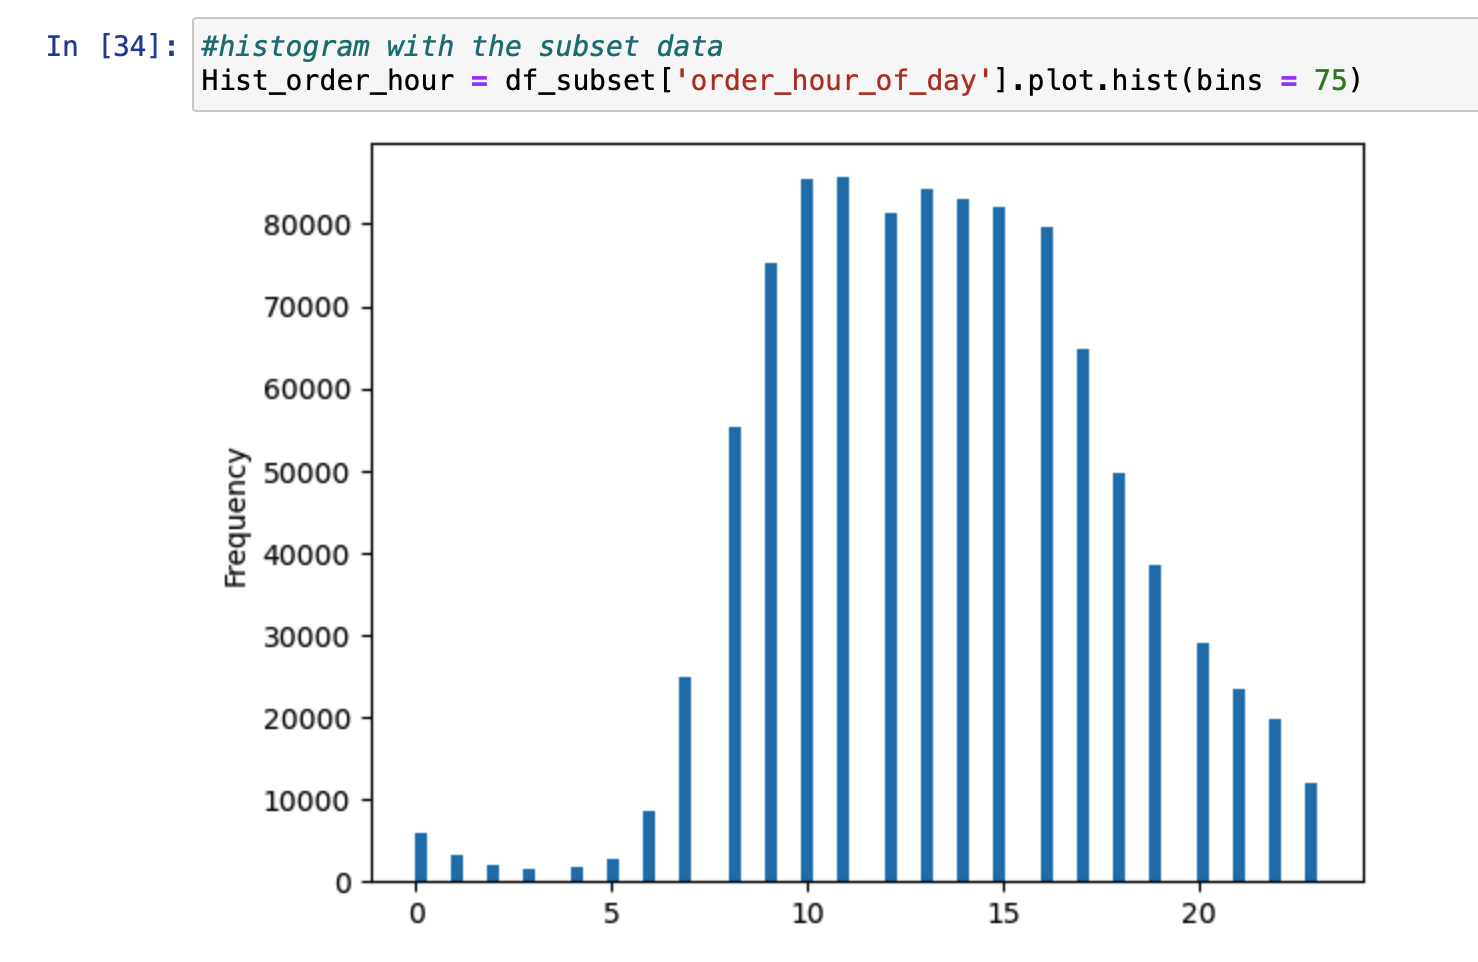 In [34]: #histogram with the subset data
Hist_order_hour = df_subset['order_hour_of_day'].plot.hist(bins = 75)
80000
70000
60000
50000
40000
30000
20000
10000
0
Frequency
0 5 10 15 20